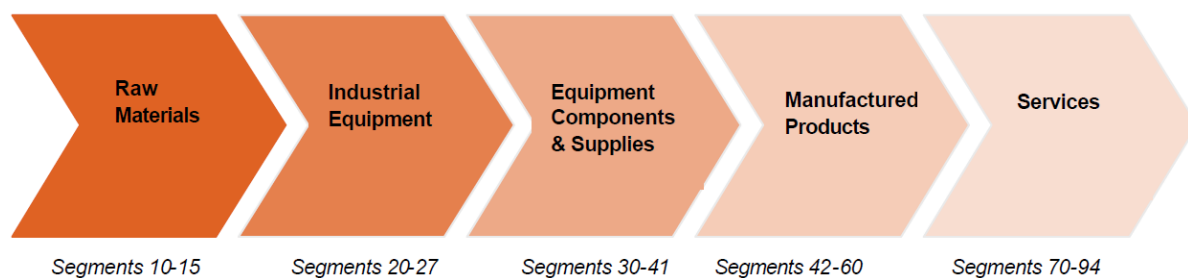 Raw
Materials
Industrial
Equipment
Equipment
Components
& Supplies
Manufactured
Products
Services
Segments 10-15
Segments 20-27
Segments 30-41
Segments 42-60
Segments 70-94